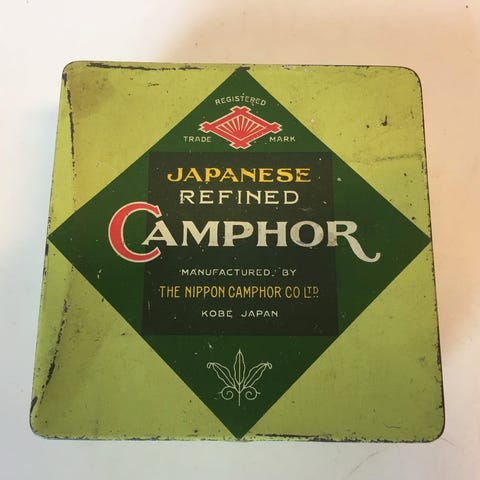 REGISTERED
TRADE MARK
JAPANESE
REFINED
CAMPHOR
MANUFACTURED, BY
THE NIPPON CAMPHOR CO LTD.
KOBE JAPAN